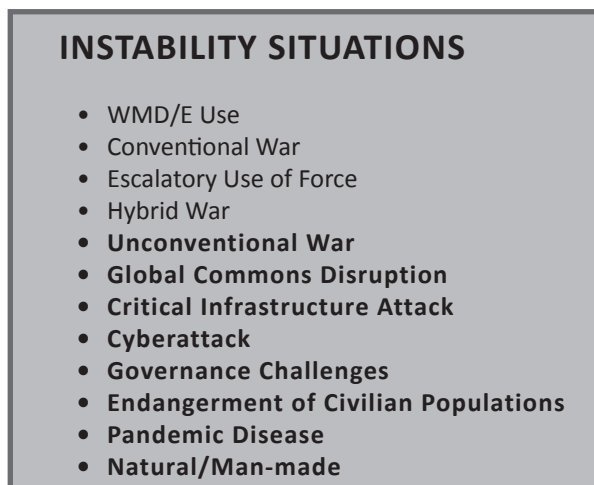 INSTABILITY SITUATIONS
• WMD/E Use
• Conventional War
• Escalatory Use of Force
• Hybrid War
• Unconventional War
• Global Commons Disruption
• Critical Infrastructure Attack
• Cyberattack
• Governance Challenges
• Endangerment of Civilian Populations
• Pandemic Disease
• Natural/Man-made